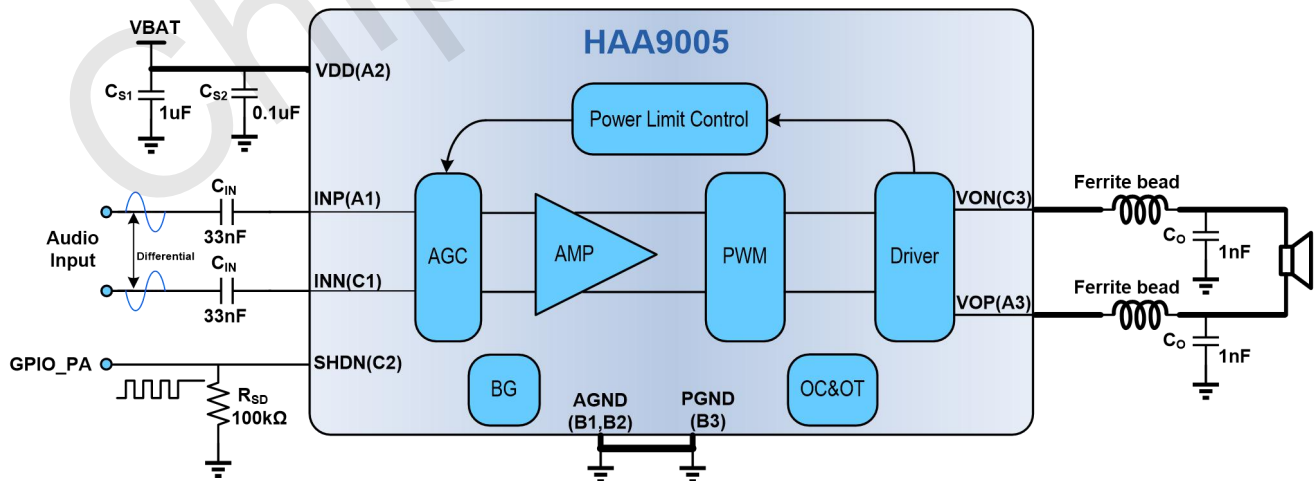 Chip
HAA9005
VBAT
VDD(A2)
CS1
1uF
CS2
0.1uF
Power Limit Control
CIN
33nF
INP(A1)
Audio
Input
Differential
CIN
33nF
INN(C1)
AGC
AMP
PWM
Driver
VON(C3)
Ferrite bead
CO
1nF
VOP(A3)
Ferrite bead
CO
1nF
GPIO_PA
SHDN(C2)
RSD
100kΩ
BG
AGND
(B1,B2)
PGND
(B3)
OC&OT